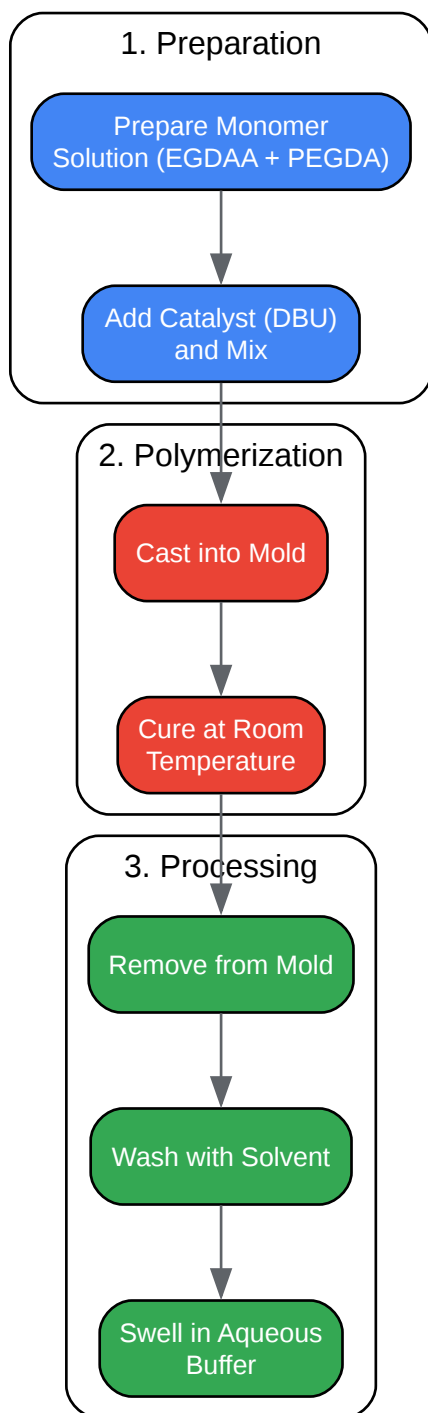 1. Preparation
Prepare Monomer
Solution (EGDAA + PEGDA)
Add Catalyst (DBU)
and Mix
2. Polymerization
Cast into Mold
Cure at Room
Temperature
3. Processing
Remove from Mold
Wash with Solvent
Swell in Aqueous
Buffer